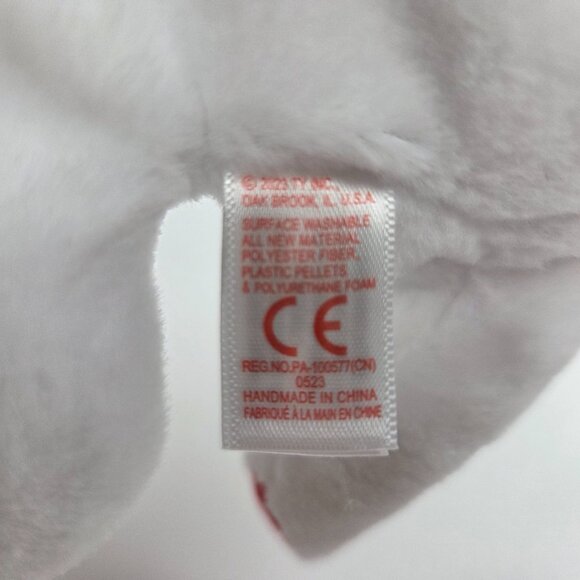 © 2023 TY INC.
OAK BROOK, IL, U.S.A.
SURFACE WASHABLE
ALL NEW MATERIAL
POLYESTER FIBER,
PLASTIC PELLETS
& POLYURETHANE FOAM
CE
REG.NO.PA-100577(CN)
0523
HANDMADE IN CHINA
FABRIQUÉ À LA MAIN EN CHINE